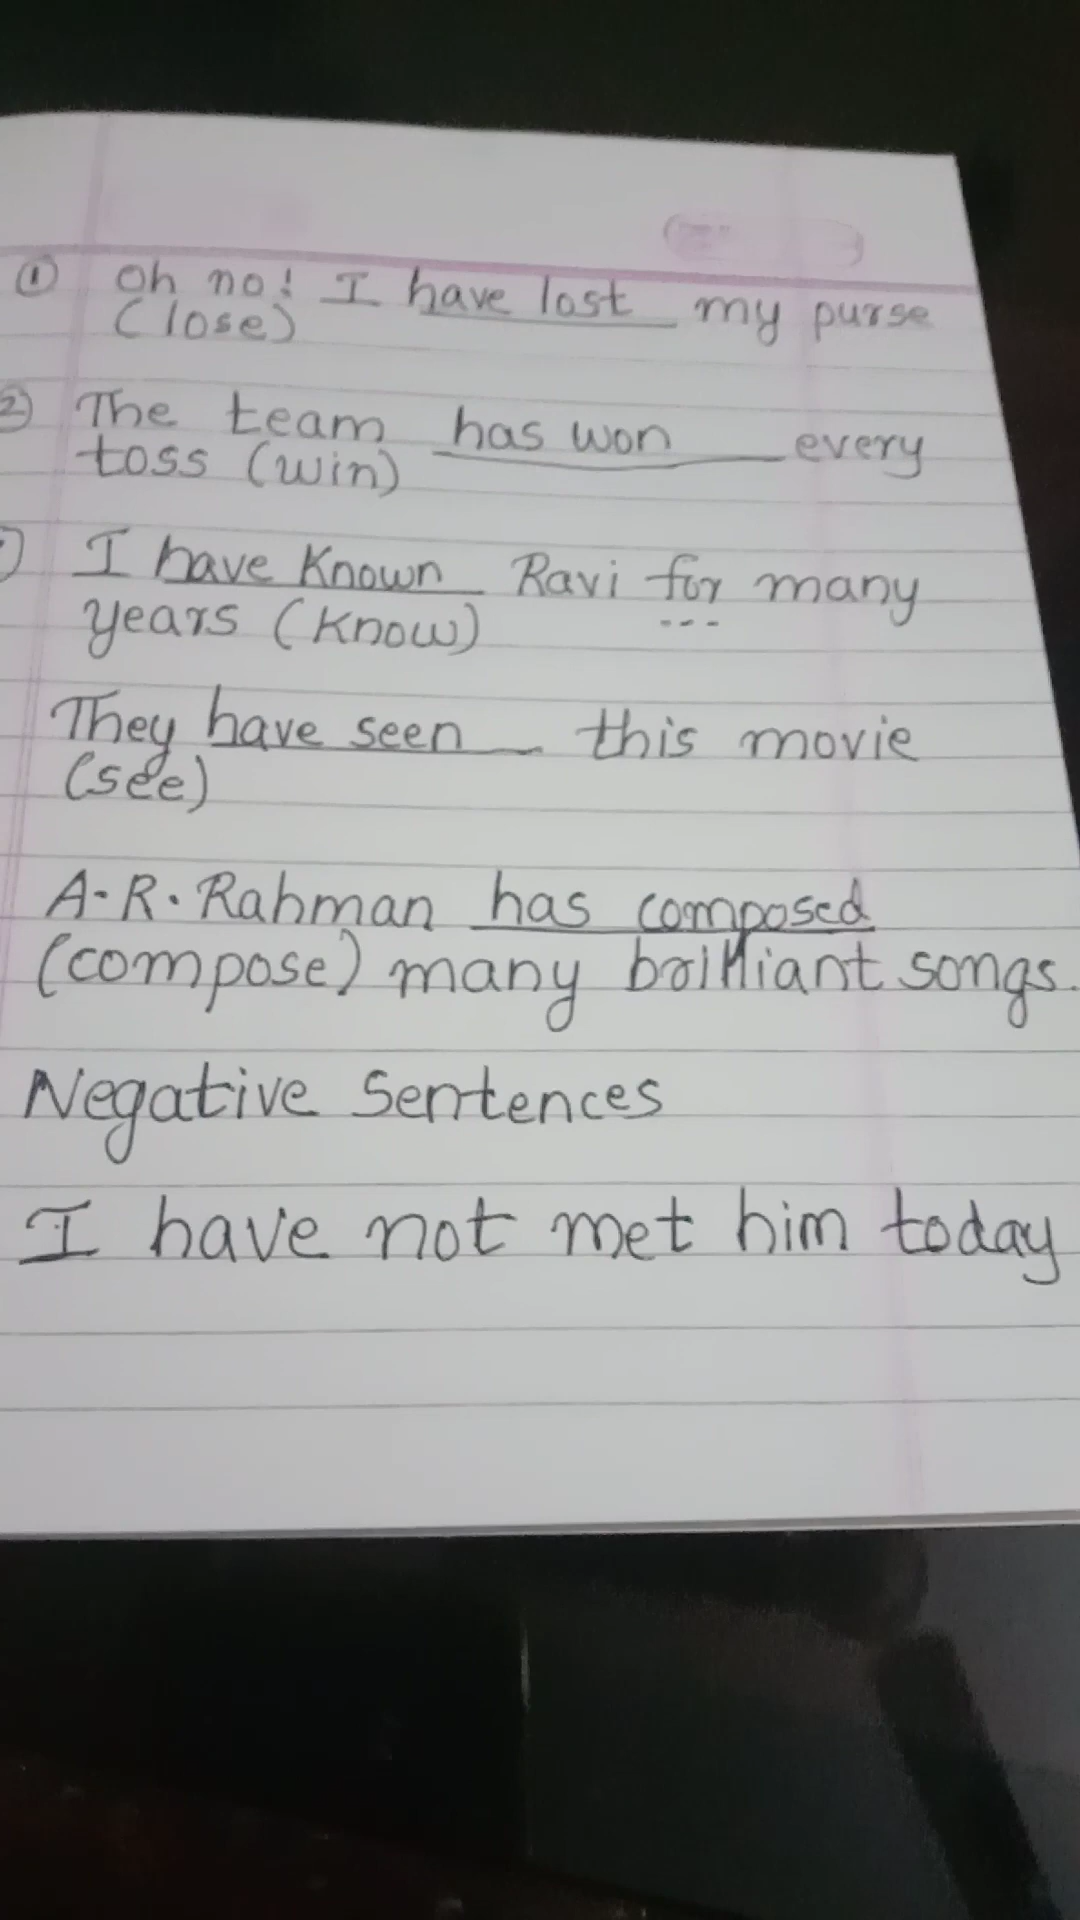 ① Oh no! I have lost my purse
(lose)
2) The team has won every
toss (win)
) I have Known Ravi for many
years (Know)
They have seen this movie
(see)
A.R. Rahman has composed
(compose) many brilliant songs.
Negative Sentences
I have not met him today